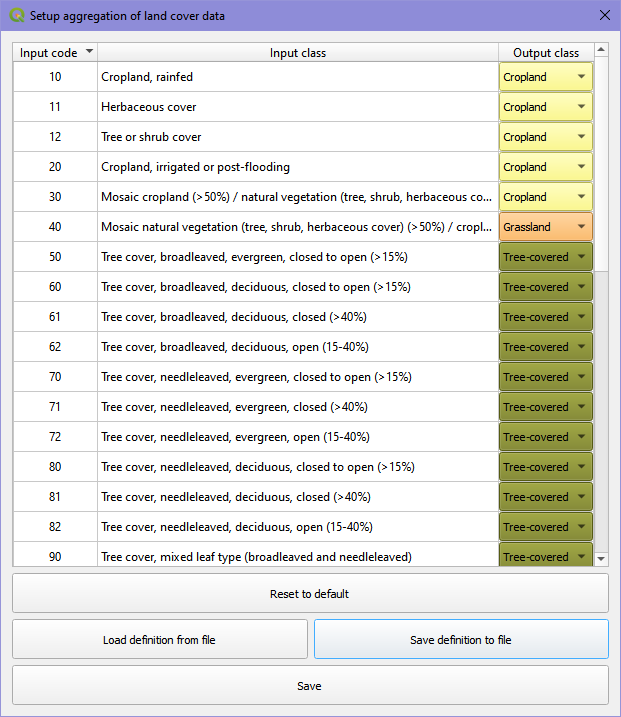 Setup aggregation of land cover data
Input code Input class Output class
10 Cropland, rainfed Cropland
11 Herbaceous cover Cropland
12 Tree or shrub cover Cropland
20 Cropland, irrigated or post-flooding Cropland
30 Mosaic cropland (>50%) / natural vegetation (tree, shrub, herbaceous co... Cropland
40 Mosaic natural vegetation (tree, shrub, herbaceous cover) (>50%) / cropl... Grassland
50 Tree cover, broadleaved, evergreen, closed to open (>15%) Tree-covered
60 Tree cover, broadleaved, deciduous, closed to open (>15%) Tree-covered
61 Tree cover, broadleaved, deciduous, closed (>40%) Tree-covered
62 Tree cover, broadleaved, deciduous, open (15-40%) Tree-covered
70 Tree cover, needleleaved, evergreen, closed to open (>15%) Tree-covered
71 Tree cover, needleleaved, evergreen, closed (>40%) Tree-covered
72 Tree cover, needleleaved, evergreen, open (15-40%) Tree-covered
80 Tree cover, needleleaved, deciduous, closed to open (>15%) Tree-covered
81 Tree cover, needleleaved, deciduous, closed (>40%) Tree-covered
82 Tree cover, needleleaved, deciduous, open (15-40%) Tree-covered
90 Tree cover, mixed leaf type (broadleaved and needleleaved) Tree-covered
Reset to default
Load definition from file Save definition to file
Save